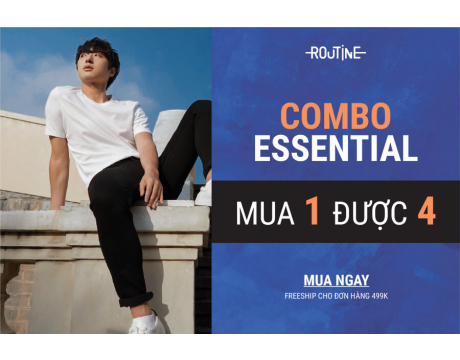 ROUTINE
COMBO
ESSENTIAL
MUA 1 ĐƯỢC 4
MUA NGAY
FREESHIP CHO ĐƠN HÀNG 499K